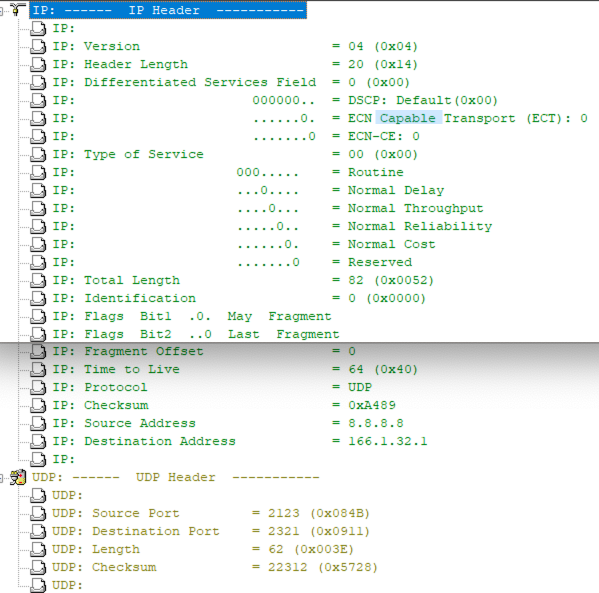 IP: ------ IP Header -----------
IP:
IP: Version = 04 (0x04)
IP: Header Length = 20 (0x14)
IP: Differentiated Services Field = 0 (0x00)
IP: 000000.. = DSCP: Default(0x00)
IP: ......0. = ECN Capable Transport (ECT): 0
IP: .......0 = ECN-CE: 0
IP: Type of Service = 00 (0x00)
IP: 000..... = Routine
IP: ...0.... = Normal Delay
IP: ....0... = Normal Throughput
IP: .....0.. = Normal Reliability
IP: ......0. = Normal Cost
IP: .......0 = Reserved
IP: Total Length = 82 (0x0052)
IP: Identification = 0 (0x0000)
IP: Flags Bit1 .0. May Fragment
IP: Flags Bit2 ..0 Last Fragment
IP: Fragment Offset = 0
IP: Time to Live = 64 (0x40)
IP: Protocol = UDP
IP: Checksum = 0xA489
IP: Source Address = 8.8.8.8
IP: Destination Address = 166.1.32.1
IP:
UDP: ------ UDP Header -----------
UDP:
UDP: Source Port = 2123 (0x084B)
UDP: Destination Port = 2321 (0x0911)
UDP: Length = 62 (0x003E)
UDP: Checksum = 22312 (0x5728)
UDP: